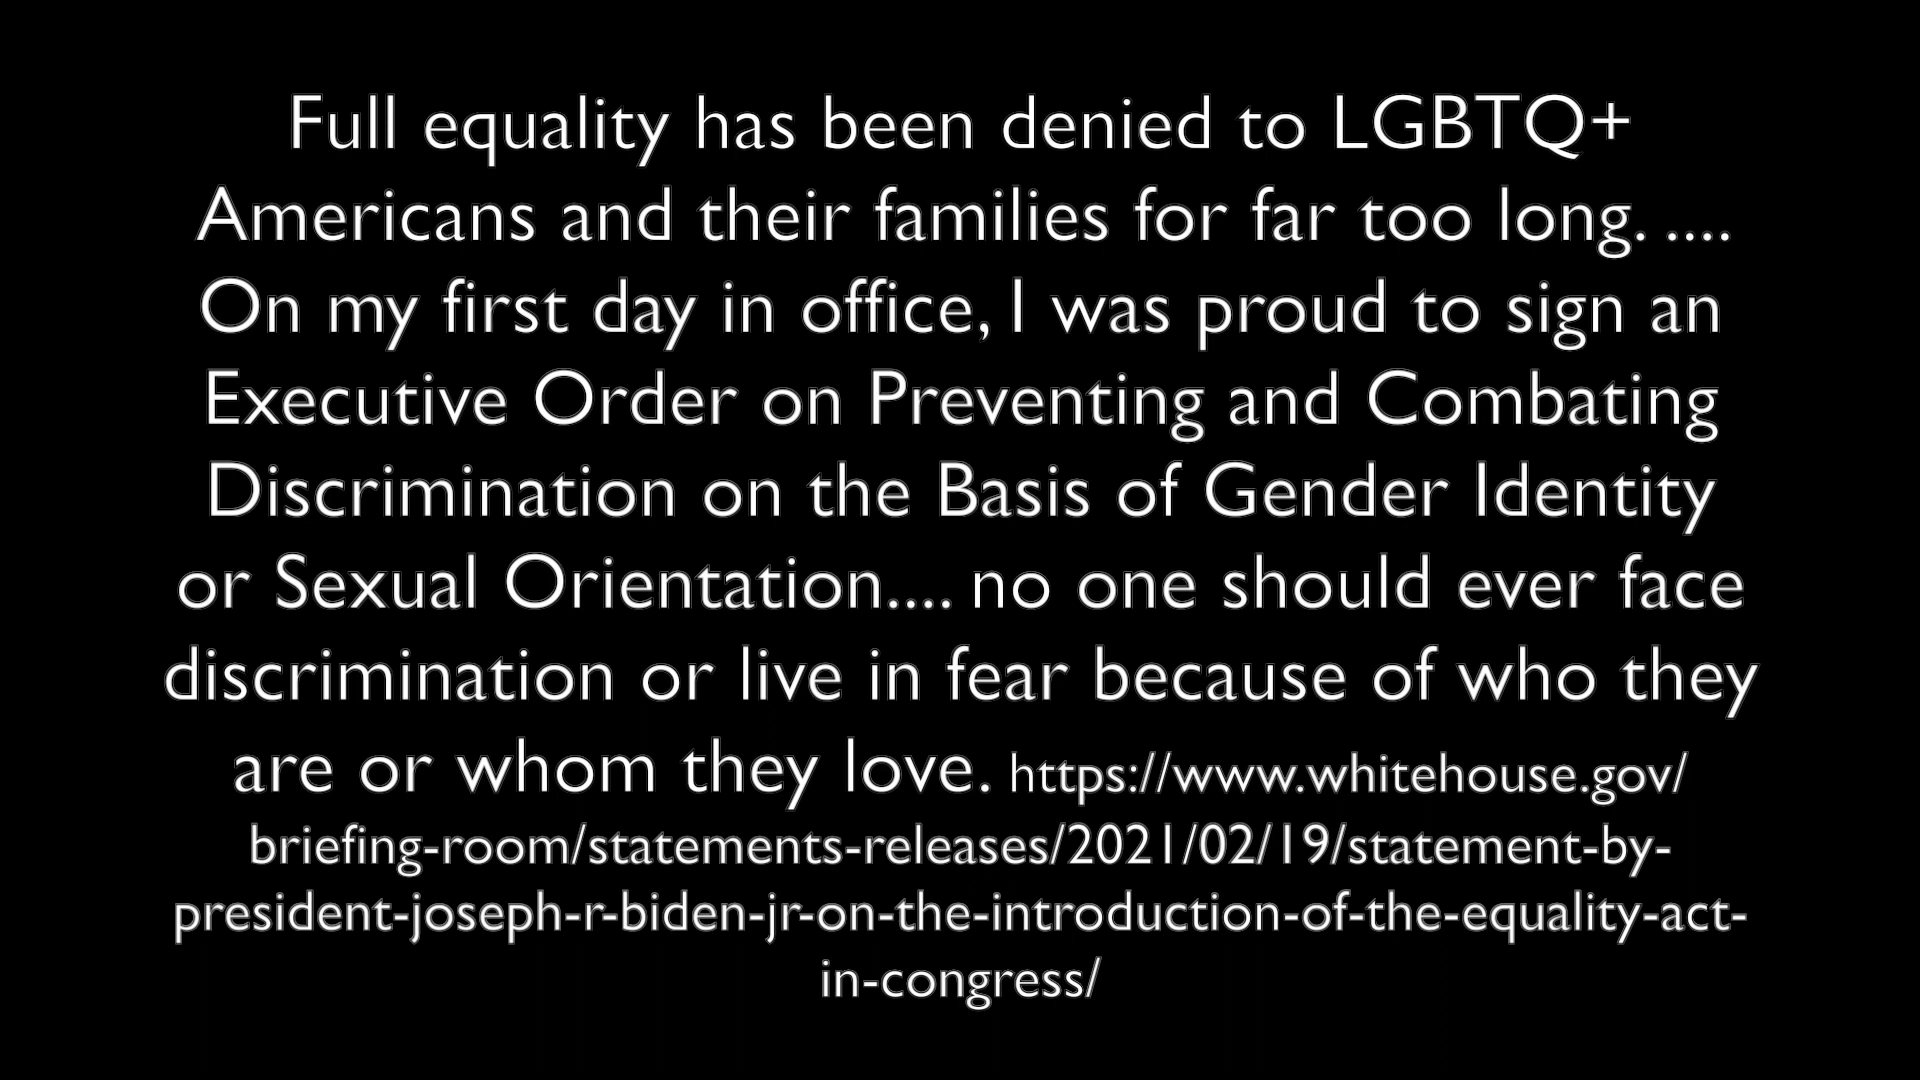 Full equality has been denied to LGBTQ+
Americans and their families for far too long. ....
On my first day in office, I was proud to sign an
Executive Order on Preventing and Combating
Discrimination on the Basis of Gender Identity
or Sexual Orientation.... no one should ever face
discrimination or live in fear because of who they
are or whom they love. https://www.whitehouse.gov/
briefing-room/statements-releases/2021/02/19/statement-by-
president-joseph-r-biden-jr-on-the-introduction-of-the-equality-act-
in-congress/